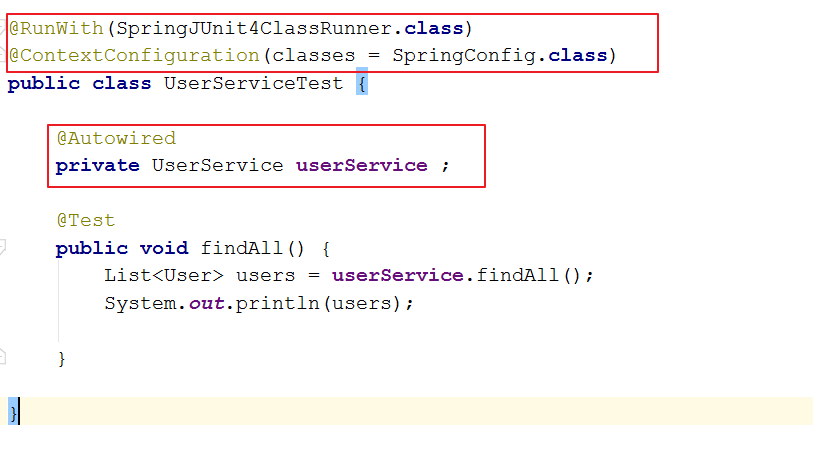 @RunWith(SpringJUnit4ClassRunner.class)
@ContextConfiguration(classes = SpringConfig.class)
public class UserServiceTest {
@Autowired
private UserService userService ;
@Test
public void findAll() {
List<User> users = userService.findAll();
System.out.println(users);
}
}